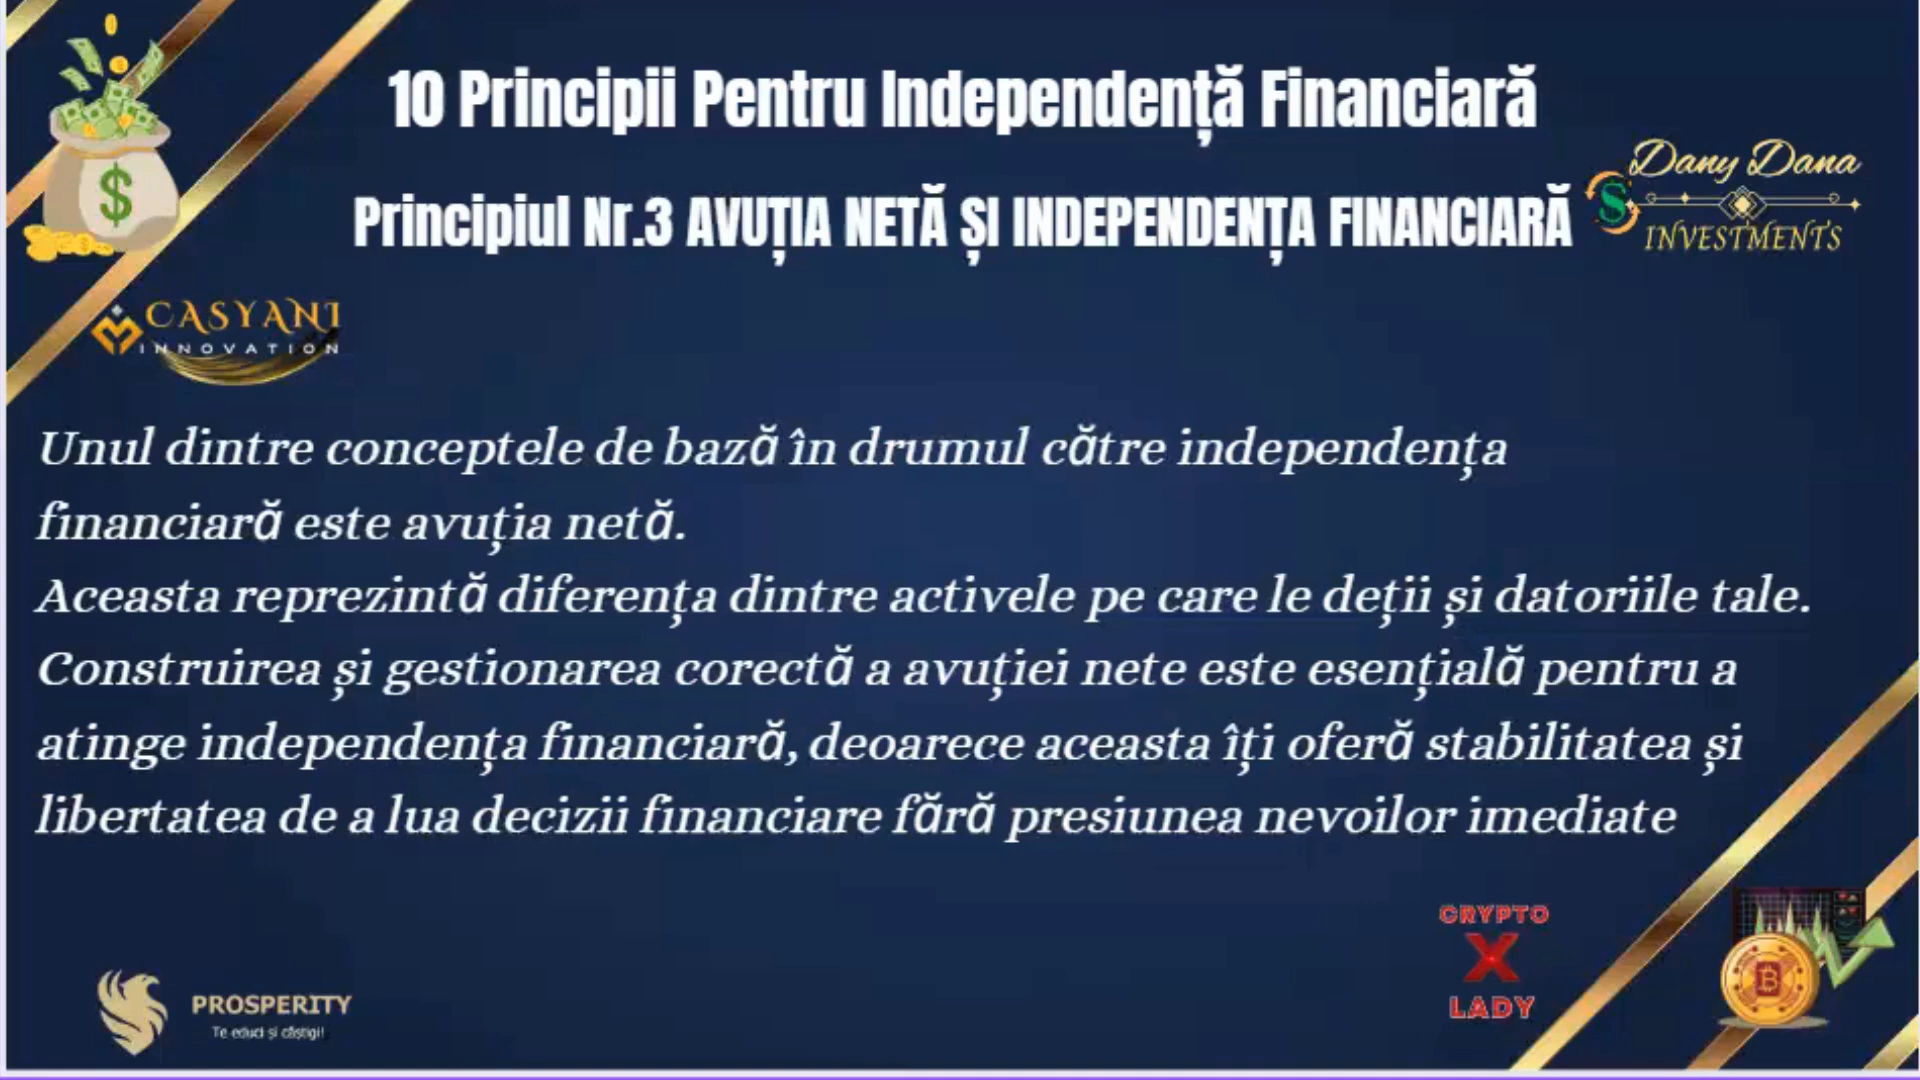 10 Principii Pentru Independență Financiară
Principiul Nr.3 AVUȚIA NETĂ ȘI INDEPENDENȚA FINANCIARĂ
Dany Dana
INVESTMENTS
CASYANI
INNOVATION
Unul dintre conceptele de bază în drumul către independența
financiară este avuția netă.
Aceasta reprezintă diferența dintre activele pe care le deții și datoriile tale.
Construirea și gestionarea corectă a avuției nete este esențială pentru a
atinge independența financiară, deoarece aceasta îți oferă stabilitatea și
libertatea de a lua decizii financiare fără presiunea nevoilor imediate
CRYPTO
X
LADY
PROSPERITY
Te educi și câștigi!